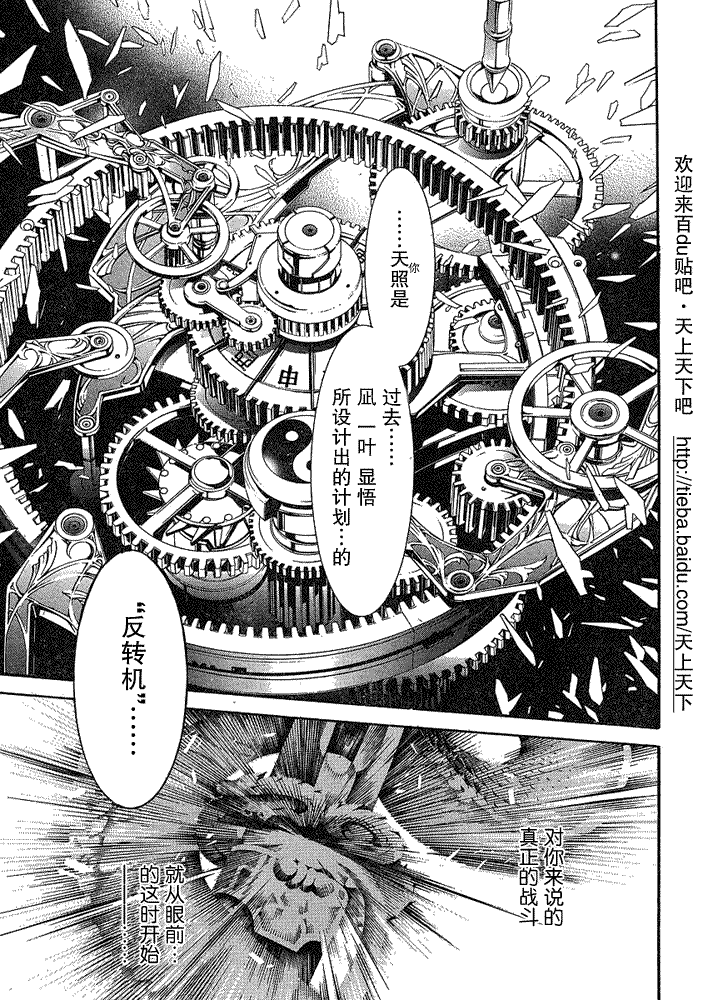 ……天照是
你
过去……
凪一叶显悟
所设计出的计划…的
“反转机”……
申
对你来说的
真正的战斗
就从眼前…
的这时开始
————……
欢迎来百du贴吧·天上天下吧 http://tieba.baidu.com/天上天下